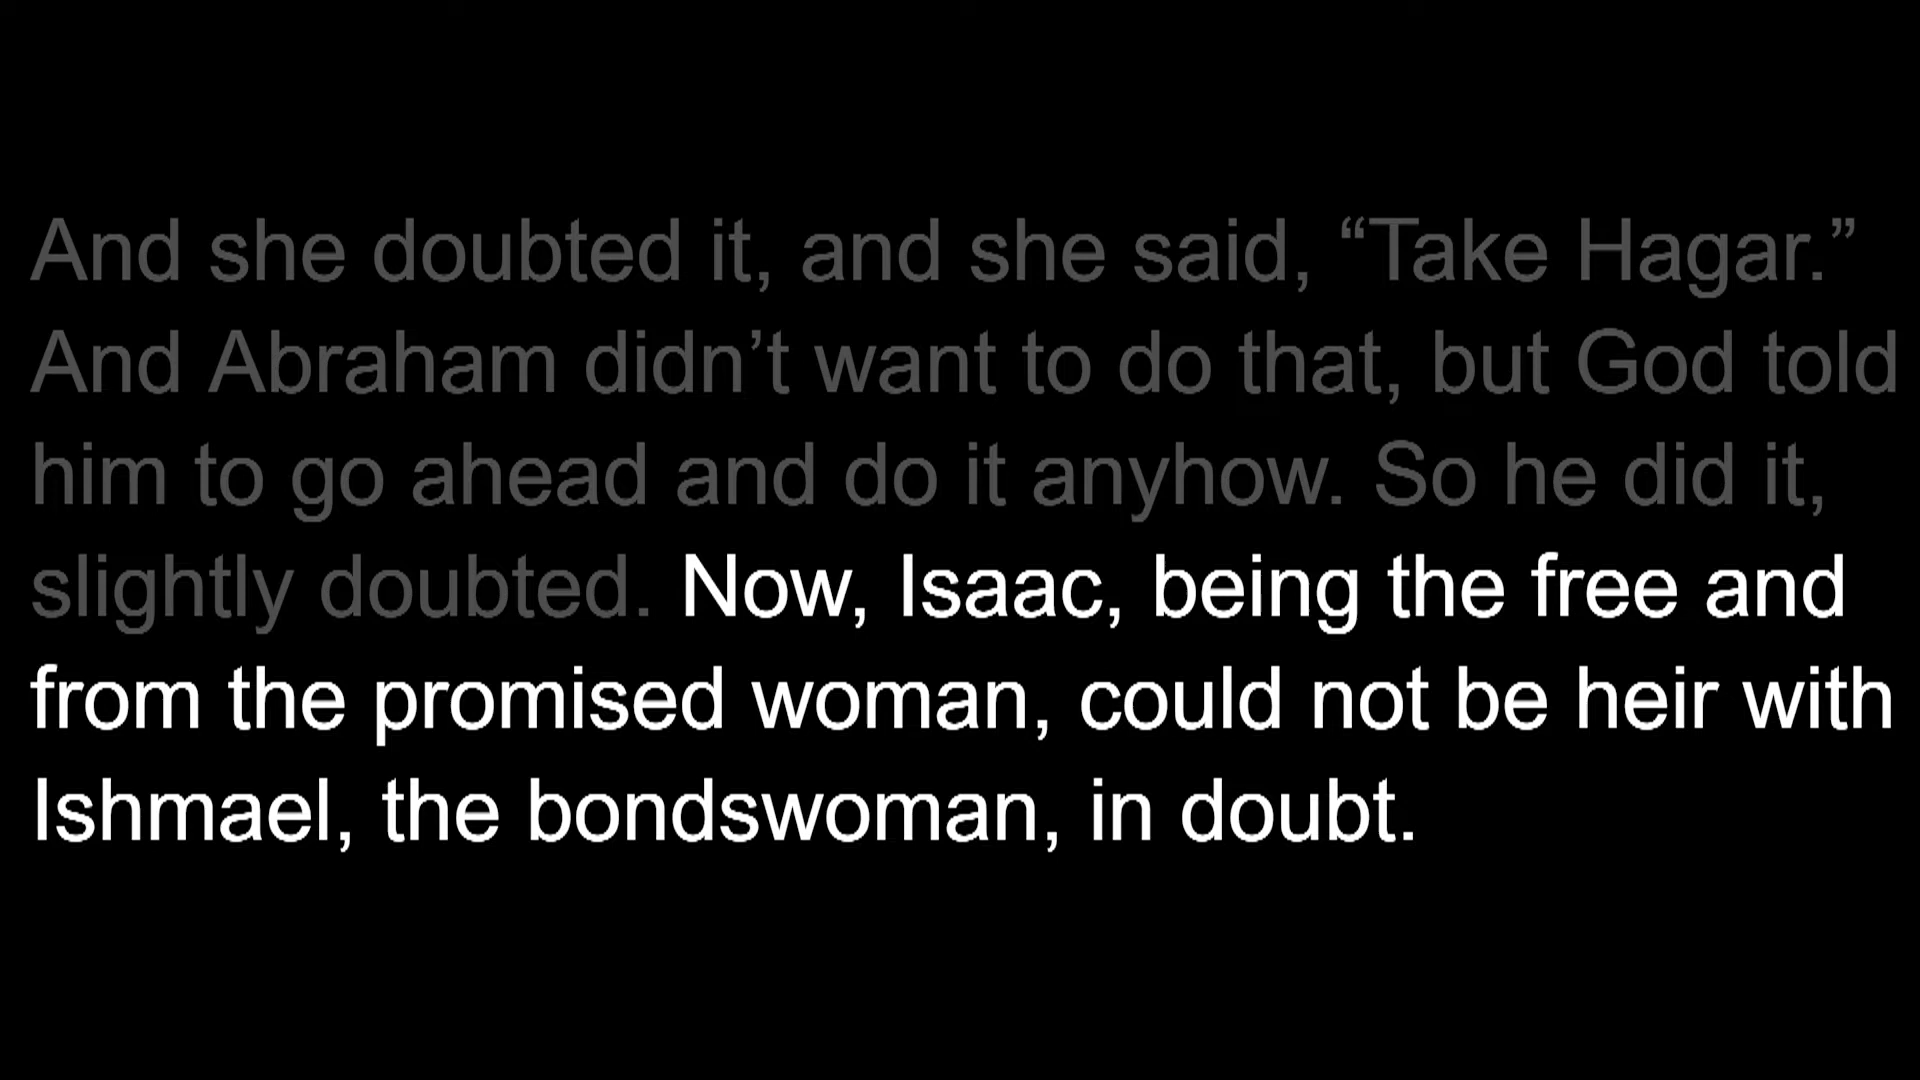 And she doubted it, and she said, “Take Hagar.”
And Abraham didn’t want to do that, but God told
him to go ahead and do it anyhow. So he did it,
slightly doubted. Now, Isaac, being the free and
from the promised woman, could not be heir with
Ishmael, the bondswoman, in doubt.